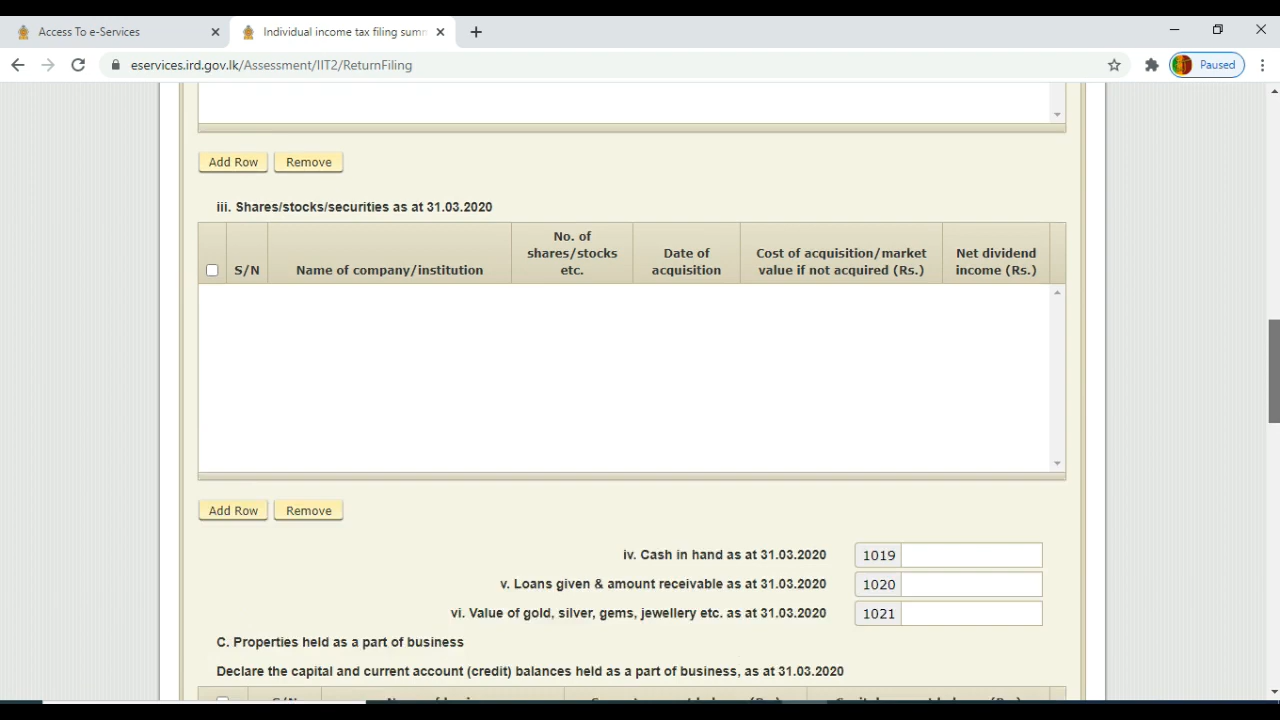 Access To e-Services
Individual income tax filing sum
eservices.ird.gov.lk/Assessment/IIT2/ReturnFiling
Paused
Add Row Remove
iii. Shares/stocks/securities as at 31.03.2020
S/N
Name of company/institution
No. of
shares/stocks
etc.
Date of
acquisition
Cost of acquisition/market
value if not acquired (Rs.)
Net dividend
income (Rs.)
Add Row Remove
iv. Cash in hand as at 31.03.2020 1019
v. Loans given & amount receivable as at 31.03.2020 1020
vi. Value of gold, silver, gems, jewellery etc. as at 31.03.2020 1021
C. Properties held as a part of business
Declare the capital and current account (credit) balances held as a part of business, as at 31.03.2020